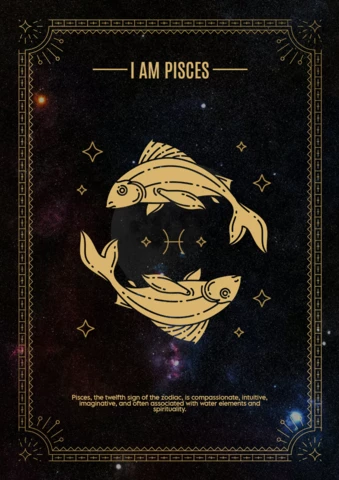 I AM PISCES
Pisces, the twelfth sign of the zodiac, is compassionate, intuitive,
imaginative, and often associated with water elements and
spirituality.